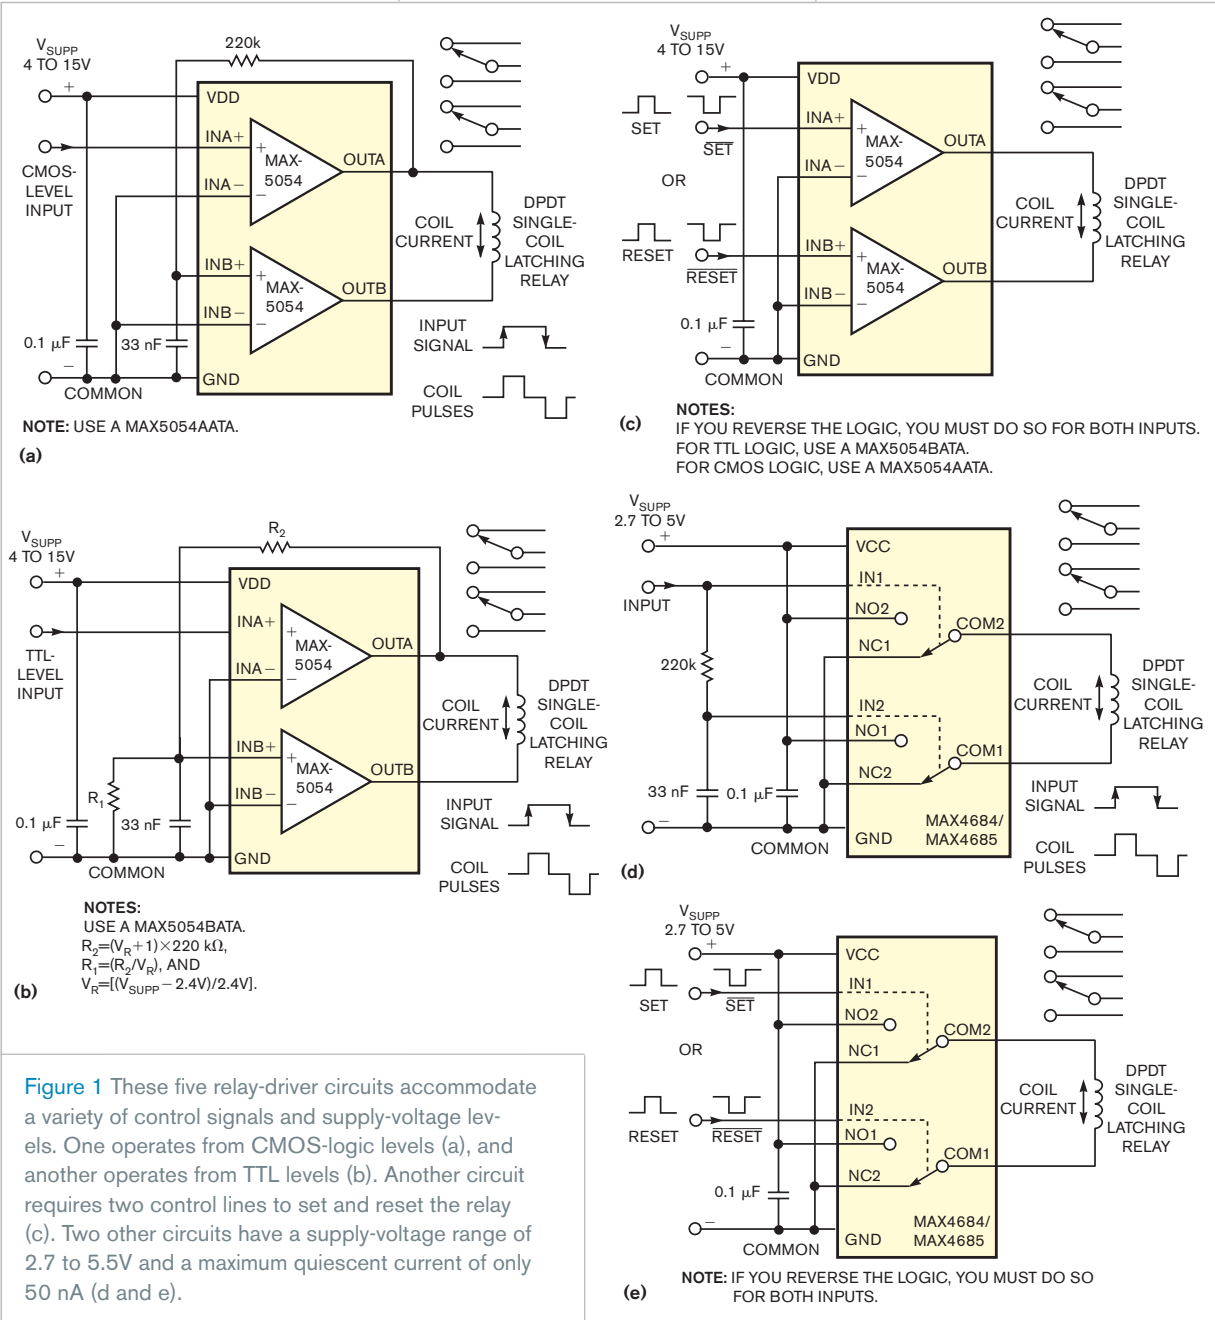 V_SUPP
4 TO 15V
+
220k
VDD
INA+
CMOS-
LEVEL
INPUT
+
MAX-
5054
OUTA
INA−
−
COIL
CURRENT
DPDT
SINGLE-
COIL
LATCHING
RELAY
INB+
+
MAX-
5054
OUTB
INB−
−
0.1 µF
33 nF
INPUT
SIGNAL
−
GND
COMMON
COIL
PULSES
NOTE: USE A MAX5054AATA.
(a)
V_SUPP
4 TO 15V
+
R2
VDD
INA+
TTL-
LEVEL
INPUT
+
MAX-
5054
OUTA
INA−
−
COIL
CURRENT
DPDT
SINGLE-
COIL
LATCHING
RELAY
INB+
+
MAX-
5054
OUTB
R1
INB−
−
0.1 µF
33 nF
INPUT
SIGNAL
−
GND
COMMON
COIL
PULSES
NOTES:
USE A MAX5054BATA.
R2=(VR+1)×220 kΩ,
R1=(R2/VR), AND
VR=[(V_SUPP−2.4V)/2.4V].
(b)
V_SUPP
4 TO 15V
+
VDD
SET
SET
INA+
+
MAX-
5054
OUTA
INA−
−
OR
COIL
CURRENT
DPDT
SINGLE-
COIL
LATCHING
RELAY
RESET
RESET
INB+
+
MAX-
5054
OUTB
INB−
−
0.1 µF
−
GND
COMMON
(c)
NOTES:
IF YOU REVERSE THE LOGIC, YOU MUST DO SO FOR BOTH INPUTS.
FOR TTL LOGIC, USE A MAX5054BATA.
FOR CMOS LOGIC, USE A MAX5054AATA.
V_SUPP
2.7 TO 5V
+
VCC
INPUT
IN1
NO2
COM2
NC1
220k
COIL
CURRENT
DPDT
SINGLE-
COIL
LATCHING
RELAY
IN2
NO1
COM1
NC2
33 nF
0.1 µF
INPUT
SIGNAL
−
GND
MAX4684/
MAX4685
COMMON
COIL
PULSES
(d)
V_SUPP
2.7 TO 5V
+
VCC
SET
SET
IN1
NO2
COM2
OR
NC1
COIL
CURRENT
DPDT
SINGLE-
COIL
LATCHING
RELAY
RESET
RESET
IN2
NO1
COM1
NC2
0.1 µF
−
GND
MAX4684/
MAX4685
COMMON
NOTE: IF YOU REVERSE THE LOGIC, YOU MUST DO SO
FOR BOTH INPUTS.
(e)
Figure 1 These five relay-driver circuits accommodate
a variety of control signals and supply-voltage lev-
els. One operates from CMOS-logic levels (a), and
another operates from TTL levels (b). Another circuit
requires two control lines to set and reset the relay
(c). Two other circuits have a supply-voltage range of
2.7 to 5.5V and a maximum quiescent current of only
50 nA (d and e).